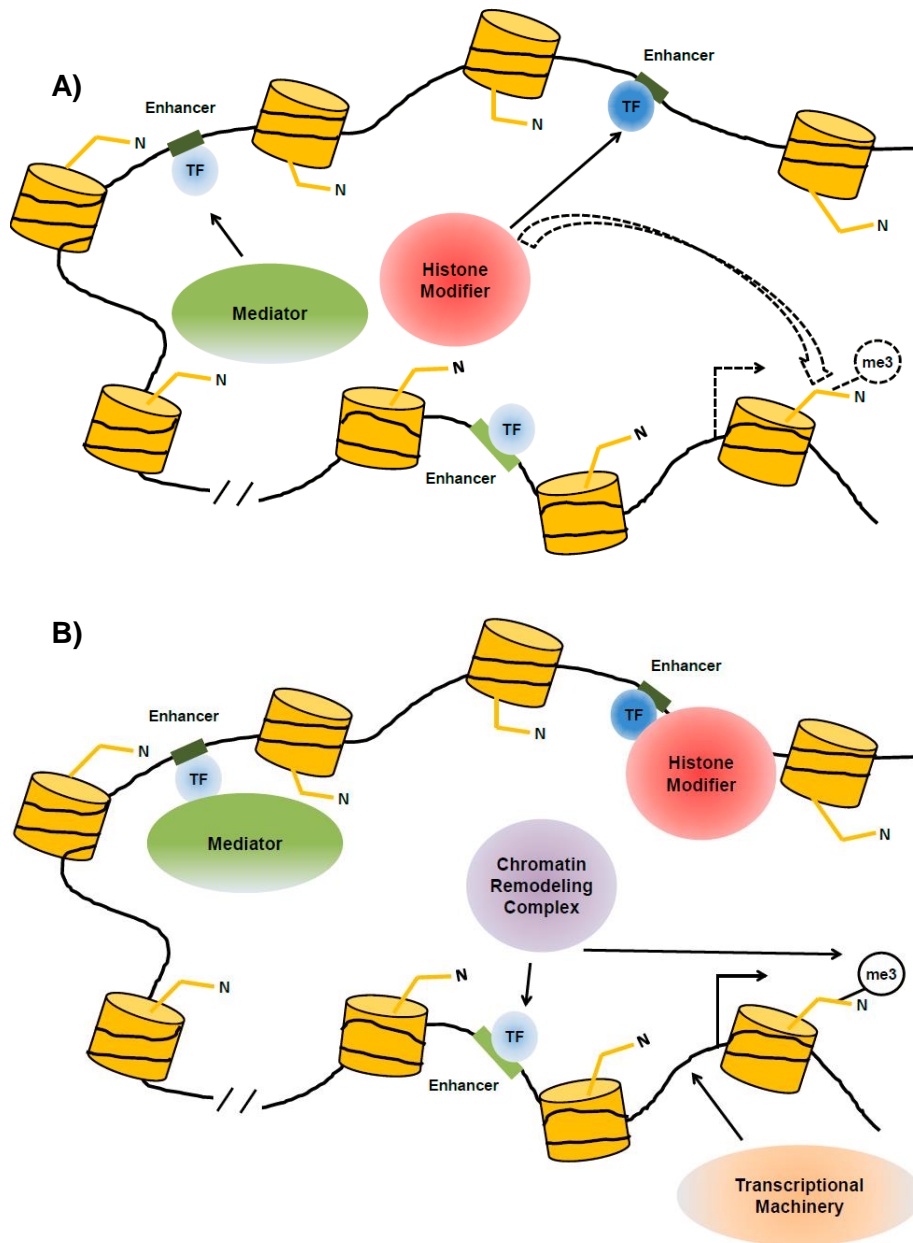 A)
Enhancer
TF
N
Enhancer
TF
N
N
N
N
Mediator
Histone
Modifier
me3
N
N
TF
Enhancer
N
N
B)
Enhancer
TF
N
Enhancer
TF
Histone
Modifier
N
N
N
Mediator
Chromatin
Remodeling
Complex
me3
N
N
N
TF
Enhancer
N
Transcriptional
Machinery